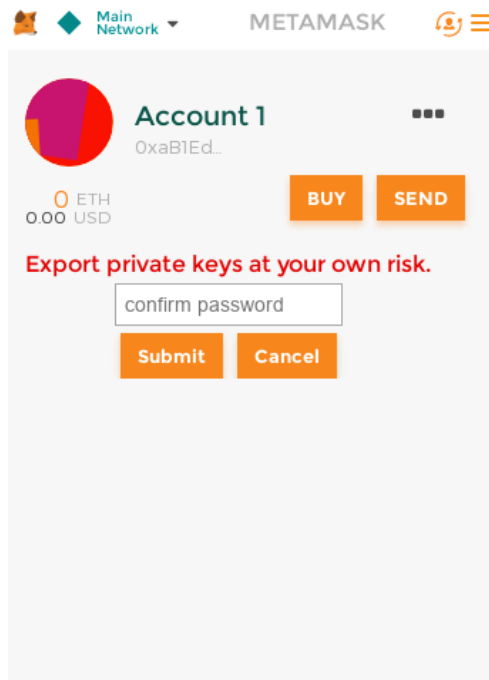 Main
Network
METAMASK
Account 1
0xaB1Ed...
0 ETH
0.00 USD
BUY
SEND
Export private keys at your own risk.
confirm password
Submit
Cancel